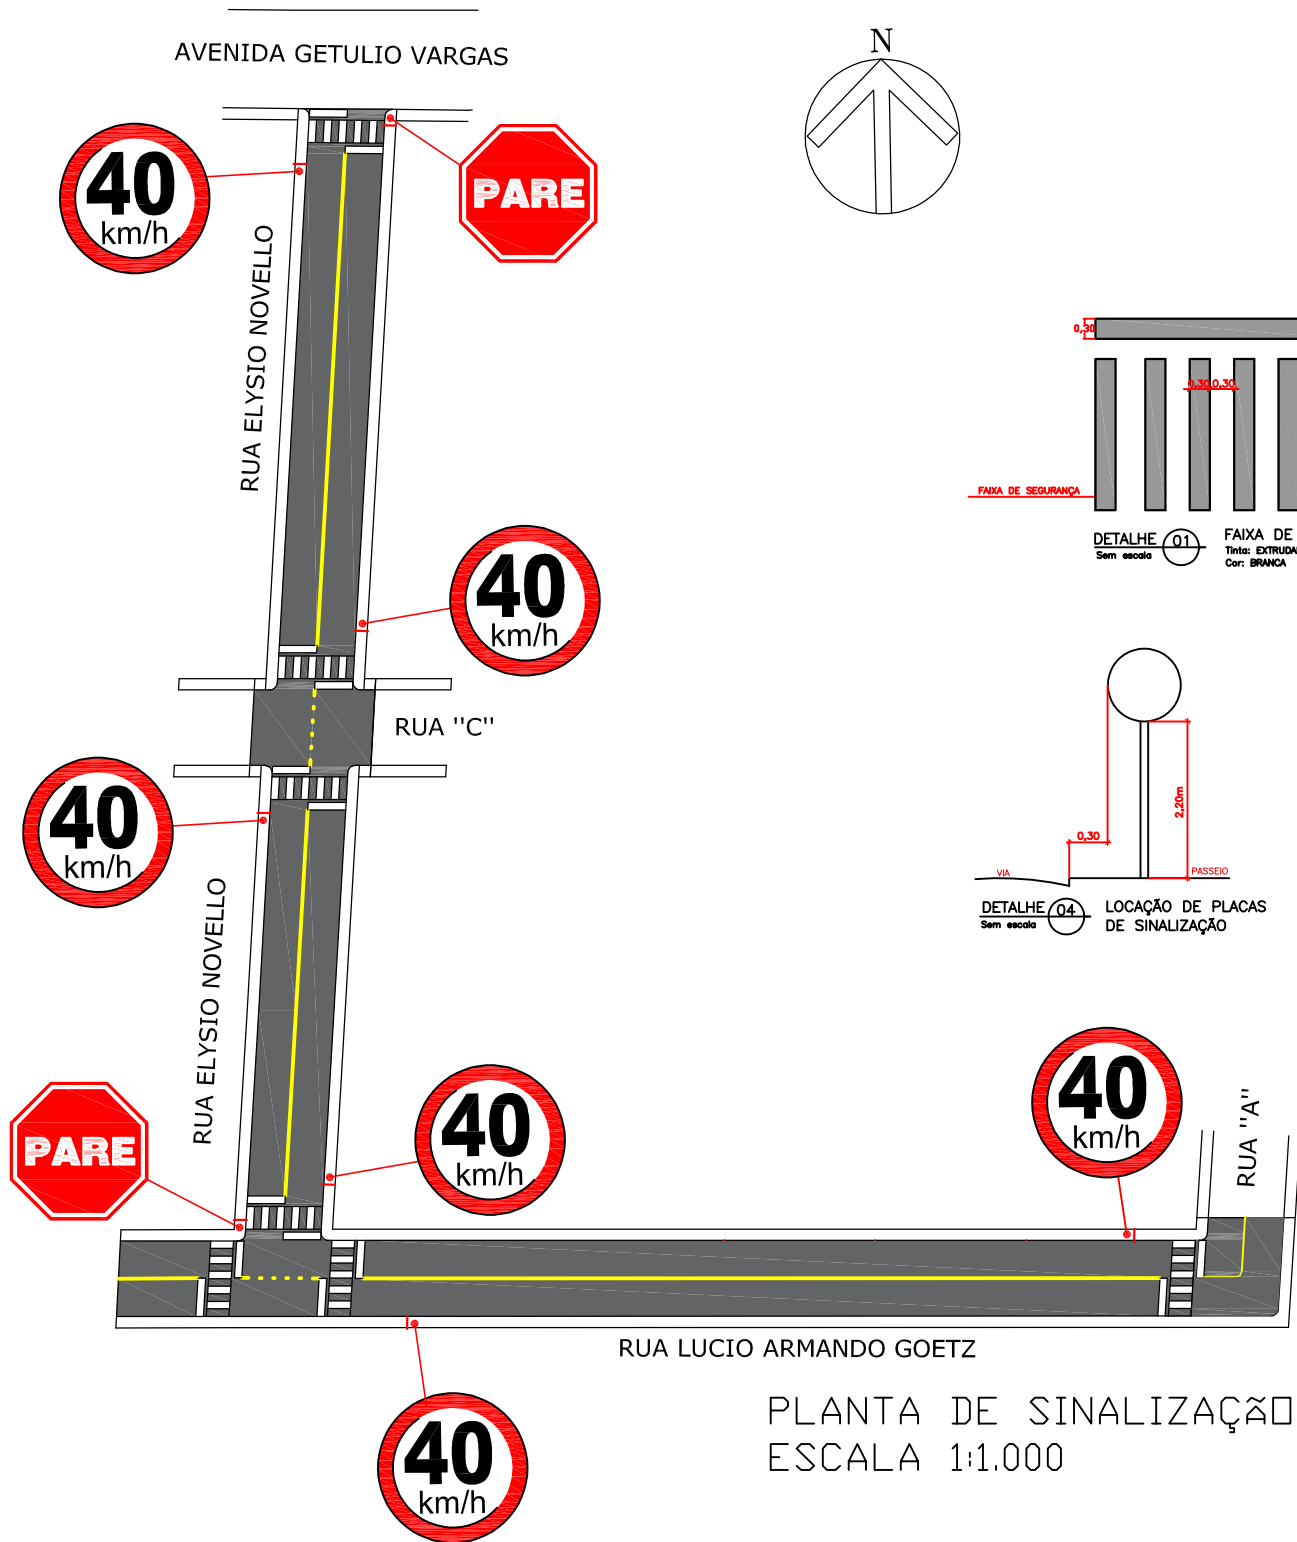 AVENIDA GETULIO VARGAS
N
40
km/h
PARE
RUA ELYSIO NOVELLO
0,30
0,30 0,30
FAIXA DE SEGURANÇA
DETALHE 01 FAIXA DE
Sem escala
Tinta:
Cor: BRANCA
40
km/h
RUA "C"
40
km/h
2,20m
0,30
VIA
PASSEIO
DETALHE 04 LOCAÇÃO DE PLACAS
Sem escala DE SINALIZAÇÃO
RUA ELYSIO NOVELLO
PARE
40
km/h
40
km/h
RUA "A"
RUA LUCIO ARMANDO GOETZ
40
km/h
PLANTA DE SINALIZAÇÃO
ESCALA 1:1.000